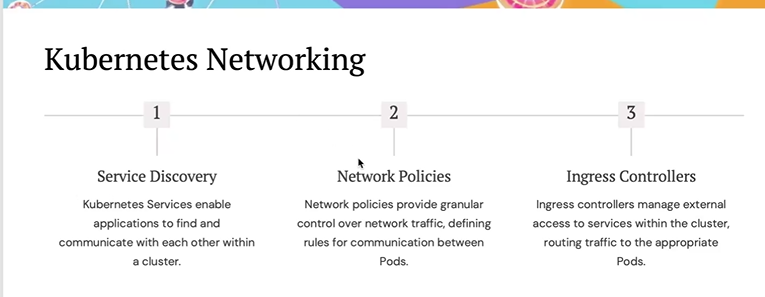 Kubernetes Networking
1
Service Discovery
Kubernetes Services enable
applications to find and
communicate with each other within
a cluster.
2
Network Policies
Network policies provide granular
control over network traffic, defining
rules for communication between
Pods.
3
Ingress Controllers
Ingress controllers manage external
access to services within the cluster,
routing traffic to the appropriate
Pods.